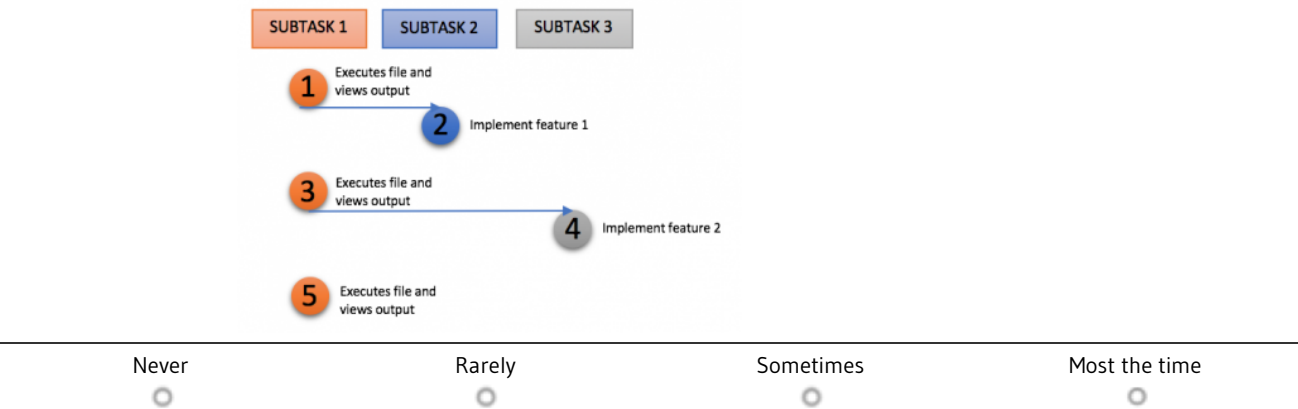 SUBTASK 1 SUBTASK 2 SUBTASK 3
1 Executes file and
views output
2 Implement feature 1
3 Executes file and
views output
4 Implement feature 2
5 Executes file and
views output
Never Rarely Sometimes Most the time